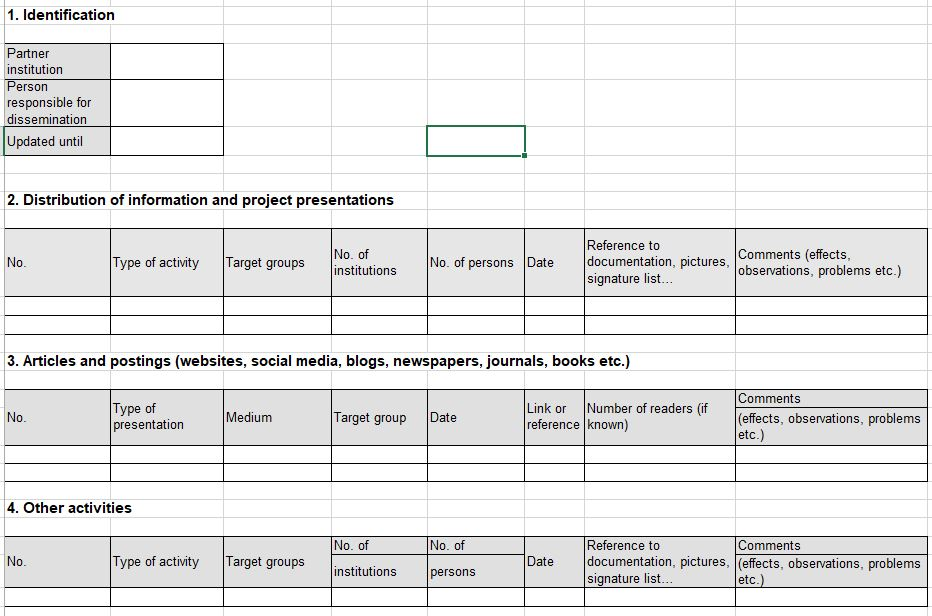 1. Identification
Partner
institution
Person
responsible for
dissemination
Updated until
2. Distribution of information and project presentations
No.
Type of activity
Target groups
No. of
institutions
No. of persons
Date
Reference to
documentation, pictures,
signature list…
Comments (effects,
observations, problems etc.)
3. Articles and postings (websites, social media, blogs, newspapers, journals, books etc.)
No.
Type of
presentation
Medium
Target group
Date
Link or
reference
Number of readers (if
known)
Comments
(effects, observations, problems
etc.)
4. Other activities
No.
Type of activity
Target groups
No. of
institutions
No. of
persons
Date
Reference to
documentation, pictures,
signature list…
Comments
(effects, observations, problems
etc.)